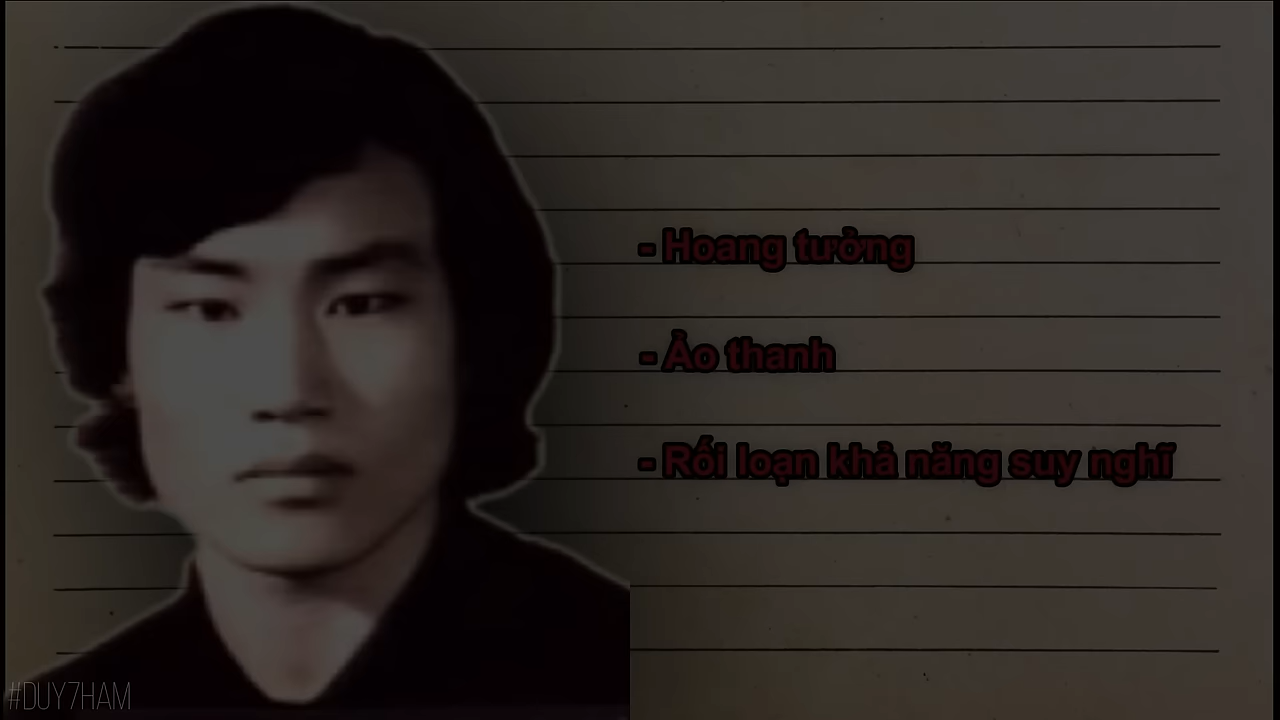 - Hoang tưởng
- Ảo thanh
- Rối loạn khả năng suy nghĩ
#DUY7HAM